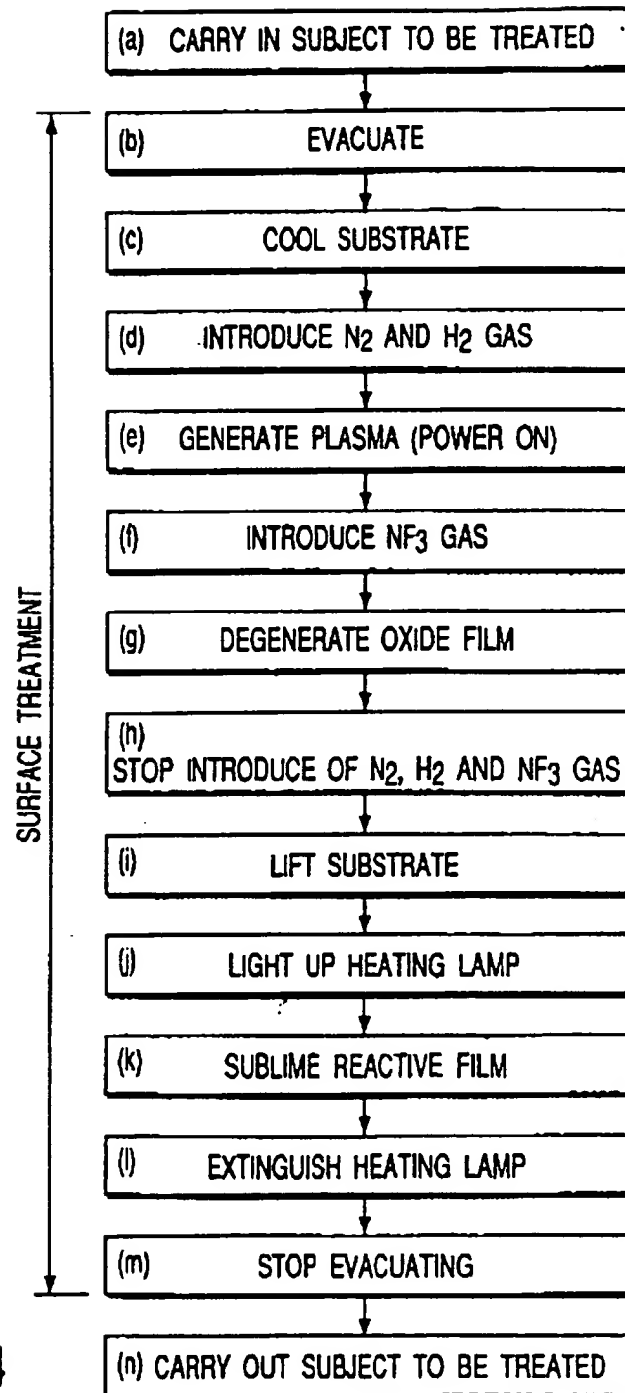 (a) CARRY IN SUBJECT TO BE TREATED
(b) EVACUATE
(c) COOL SUBSTRATE
(d) INTRODUCE N2 AND H2 GAS
(e) GENERATE PLASMA (POWER ON)
(f) INTRODUCE NF3 GAS
(g) DEGENERATE OXIDE FILM
(h)
STOP INTRODUCE OF N2, H2 AND NF3 GAS
(i) LIFT SUBSTRATE
(j) LIGHT UP HEATING LAMP
(k) SUBLIME REACTIVE FILM
(l) EXTINGUISH HEATING LAMP
(m) STOP EVACUATING
(n) CARRY OUT SUBJECT TO BE TREATED
SURFACE TREATMENT